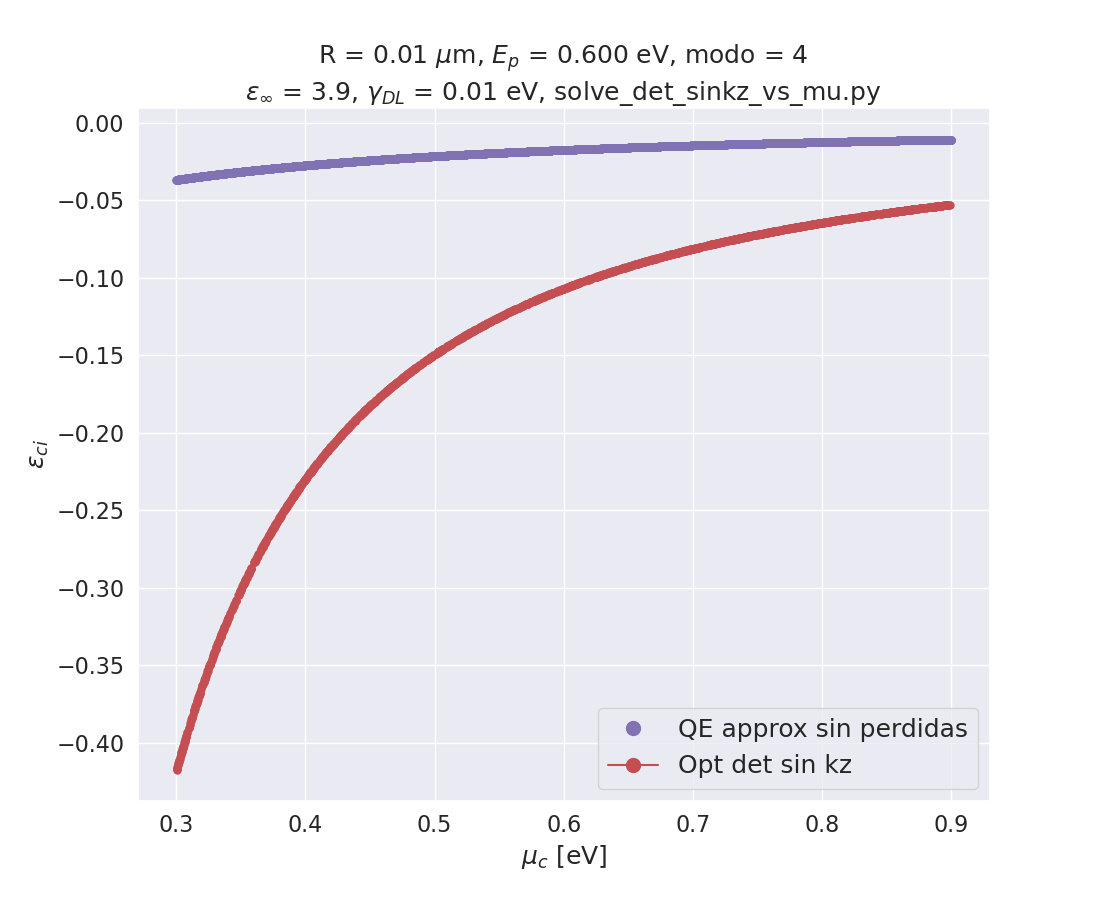 R = 0.01 μm, E_p = 0.600 eV, modo = 4
ε_∞ = 3.9, γ_DL = 0.01 eV, solve_det_sinkz_vs_mu.py
0.00
−0.05
−0.10
−0.15
−0.20
−0.25
−0.30
−0.35
−0.40
ε_ci
QE approx sin perdidas
Opt det sin kz
0.3 0.4 0.5 0.6 0.7 0.8 0.9
μ_c [eV]